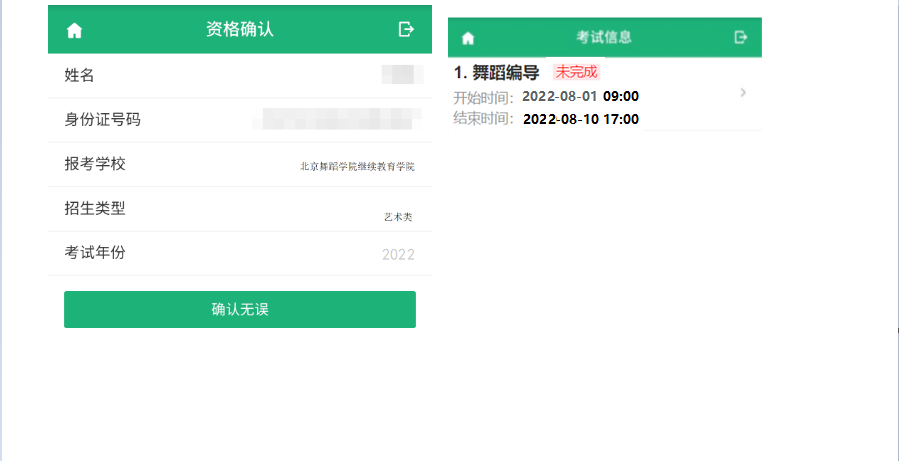 资格确认
姓名
身份证号码
报考学校 北京舞蹈学院继续教育学院
招生类型 艺术类
考试年份 2022
确认无误
考试信息
1. 舞蹈编导 未完成
开始时间: 2022-08-01 09:00
结束时间: 2022-08-10 17:00